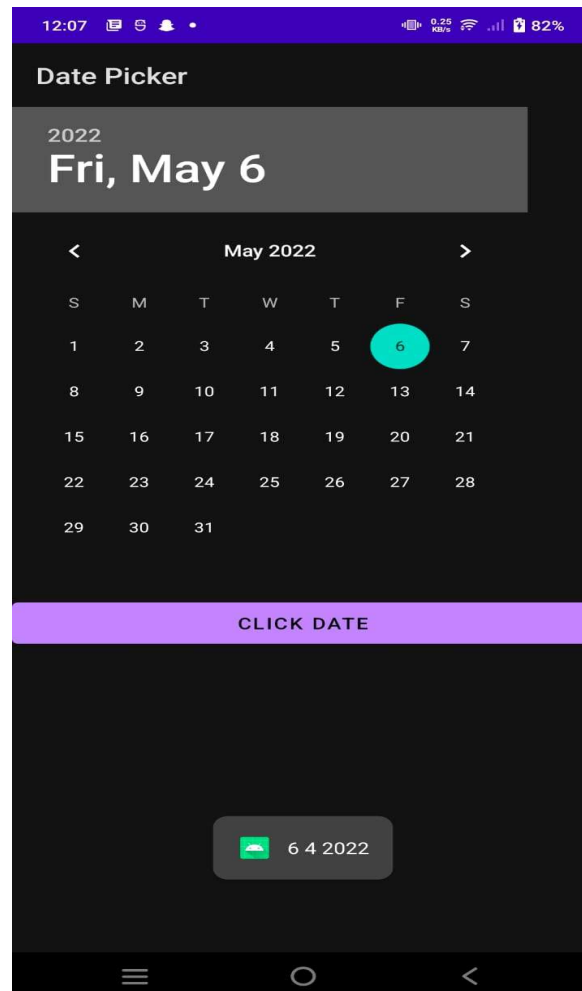 12:07 0.25 KB/s 82%
Date Picker
2022
Fri, May 6
< May 2022 >
S M T W T F S
1 2 3 4 5 6 7
8 9 10 11 12 13 14
15 16 17 18 19 20 21
22 23 24 25 26 27 28
29 30 31
CLICK DATE
6 4 2022